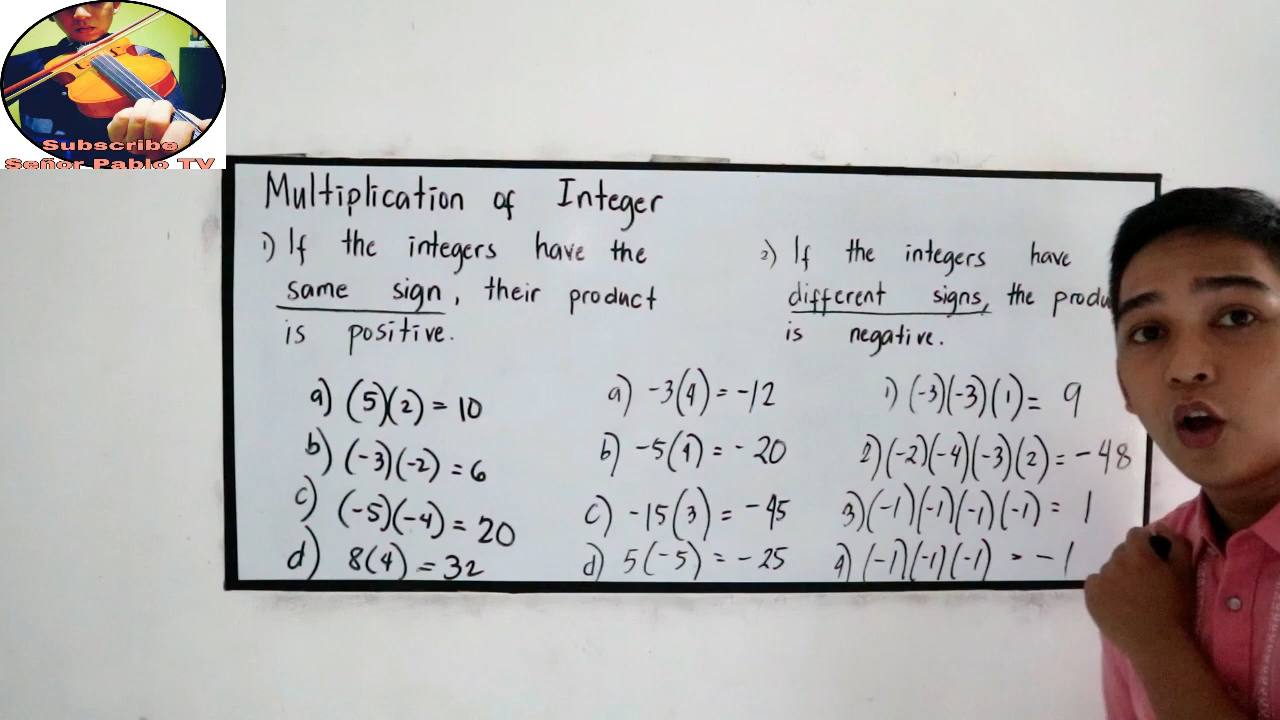 Subscribe
Señor Pablo TV
Multiplication of Integer
1) If the integers have the
same sign, their product
is positive.
a) (5)(2) = 10
b) (-3)(-2) = 6
c) (-5)(-4) = 20
d) 8(4) = 32
2) If the integers have
different signs, the produ
is negative.
a) -3(4) = -12
b) -5(4) = -20
c) -15(3) = -45
d) 5(-5) = -25
1) (-3)(-3)(1) = 9
2) (-2)(-4)(-3)(2) = -48
3) (-1)(-1)(-1)(-1) = 1
4) (-1)(-1)(-1) = -1